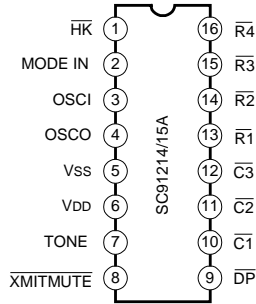 HK 1 16 R4
MODE IN 2 15 R3
OSCI 3 14 R2
OSCO 4 13 R1
VSS 5 12 C3
VDD 6 11 C2
TONE 7 10 C1
XMITMUTE 8 9 DP
SC91214/15A